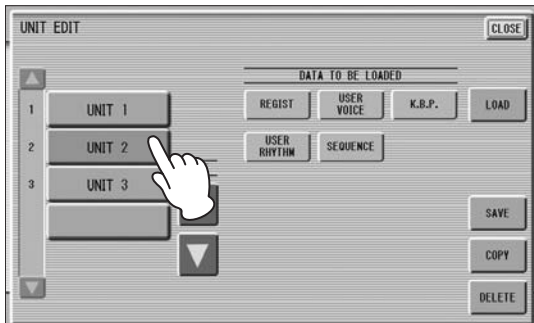 UNIT EDIT
CLOSE
DATA TO BE LOADED
1 UNIT 1
REGIST
USER
VOICE
K.B.P.
LOAD
2 UNIT 2
USER
RHYTHM
SEQUENCE
3 UNIT 3
SAVE
COPY
DELETE